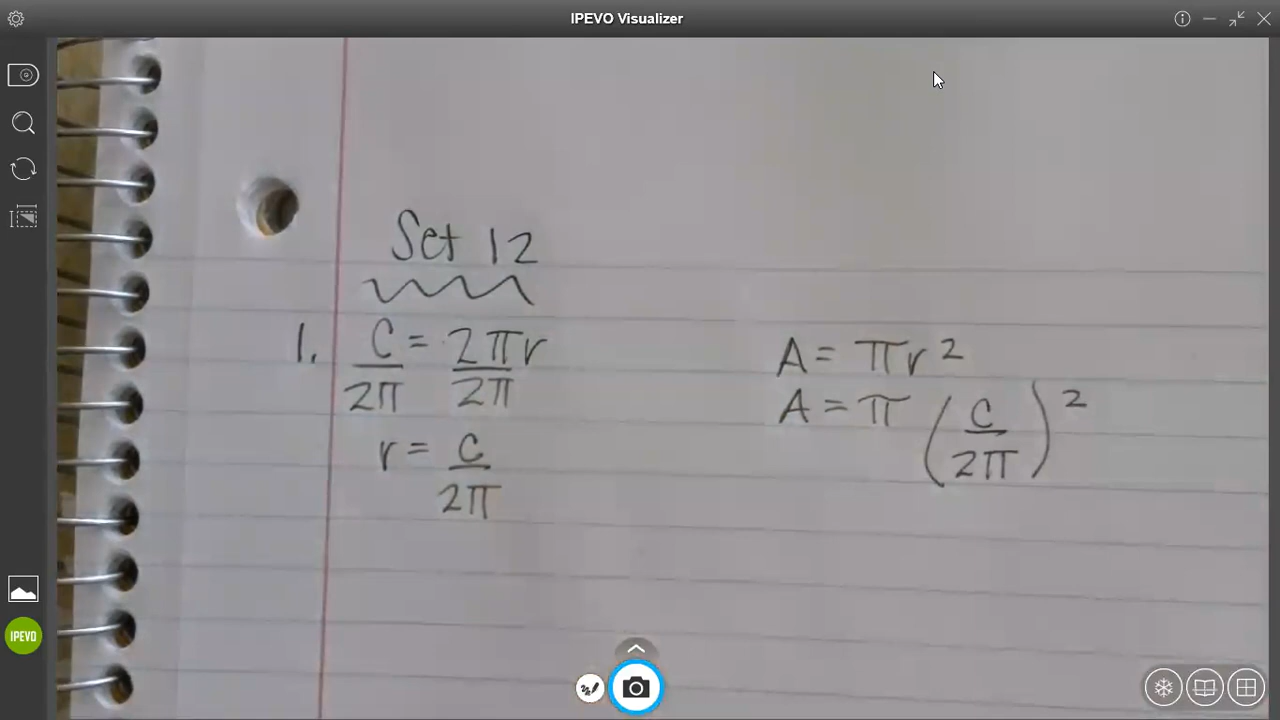 IPEVO Visualizer
Set 12
1. C/2π = 2πr/2π
r = C/2π
A = πr²
A = π (C/2π)²
IPEVO